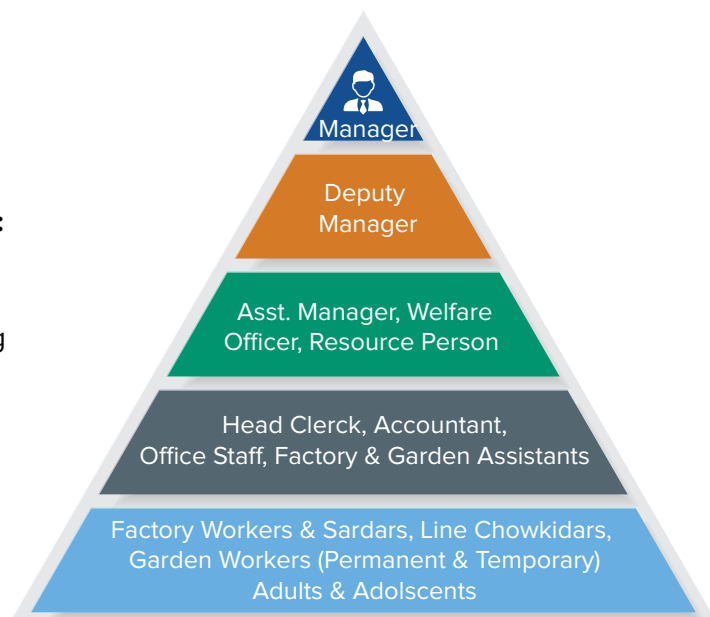 Manager
Deputy
Manager
:
Asst. Manager, Welfare
Officer, Resource Person
g
Head Clerck, Accountant,
Office Staff, Factory & Garden Assistants
Factory Workers & Sardars, Line Chowkidars,
Garden Workers (Permanent & Temporary)
Adults & Adolscents